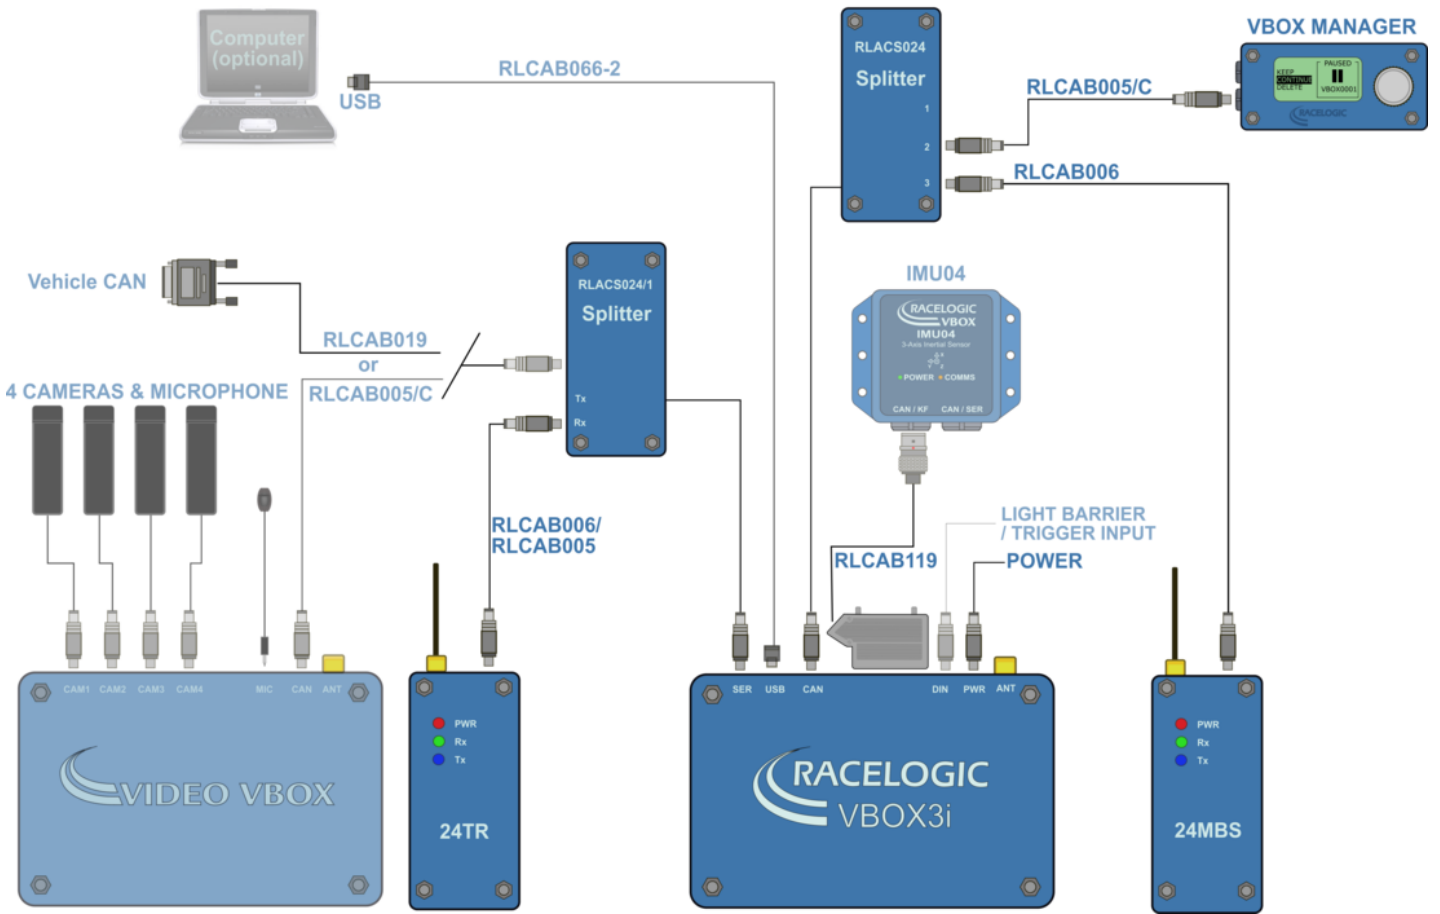 Computer
(optional)
USB
RLCAB066-2
RLACS024
Splitter
1
2
3
RLCAB005/C
RLCAB006
VBOX MANAGER
KEEP
CONTINUE
DELETE
PAUSED
VBOX0001
RACELOGIC
Vehicle CAN
RLCAB019
or
RLCAB005/C
RLACS024/1
Splitter
Tx
Rx
IMU04
RACELOGIC
VBOX
IMU04
3-Axis Inertial Sensor
X
Y
Z
POWER
COMMS
CAN / KF
CAN / SER
4 CAMERAS & MICROPHONE
RLCAB006/
RLCAB005
RLCAB119
LIGHT BARRIER
/ TRIGGER INPUT
POWER
CAM1
CAM2
CAM3
CAM4
MIC
CAN
ANT
VIDEO VBOX
PWR
Rx
Tx
24TR
SER
USB
CAN
DIN
PWR
ANT
RACELOGIC
VBOX3i
PWR
Rx
Tx
24MBS